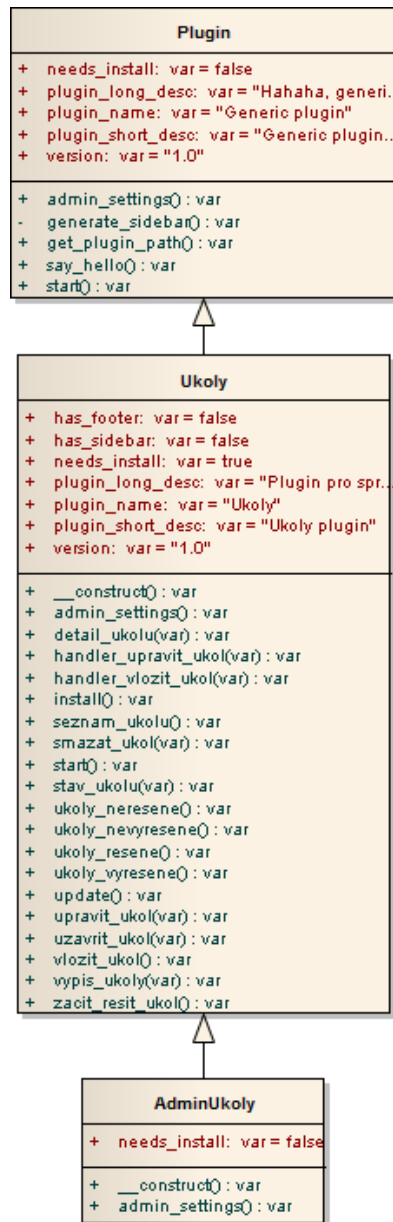 Plugin
+ needs_install: var = false
+ plugin_long_desc: var = "Hahaha, generi...
+ plugin_name: var = "Generic plugin"
+ plugin_short_desc: var = "Generic plugin...
+ version: var = "1.0"
+ admin_settings() : var
- generate_sidebar() : var
+ get_plugin_path() : var
+ say_hello() : var
+ start() : var
Ukoly
+ has_footer: var = false
+ has_sidebar: var = false
+ needs_install: var = true
+ plugin_long_desc: var = "Plugin pro spr...
+ plugin_name: var = "Ukoly"
+ plugin_short_desc: var = "Ukoly plugin"
+ version: var = "1.0"
+ __construct() : var
+ admin_settings() : var
+ detail_ukolu(var) : var
+ handler_upravit_ukol(var) : var
+ handler_vlozit_ukol(var) : var
+ install() : var
+ seznam_ukolu() : var
+ smazat_ukol(var) : var
+ start() : var
+ stav_ukolu(var) : var
+ ukoly_neresene() : var
+ ukoly_nevyresene() : var
+ ukoly_resene() : var
+ ukoly_vyresene() : var
+ update() : var
+ upravit_ukol(var) : var
+ uzavrit_ukol(var) : var
+ vlozit_ukol() : var
+ vypis_ukoly(var) : var
+ zacit_resit_ukol() : var
AdminUkoly
+ needs_install: var = false
+ __construct() : var
+ admin_settings() : var